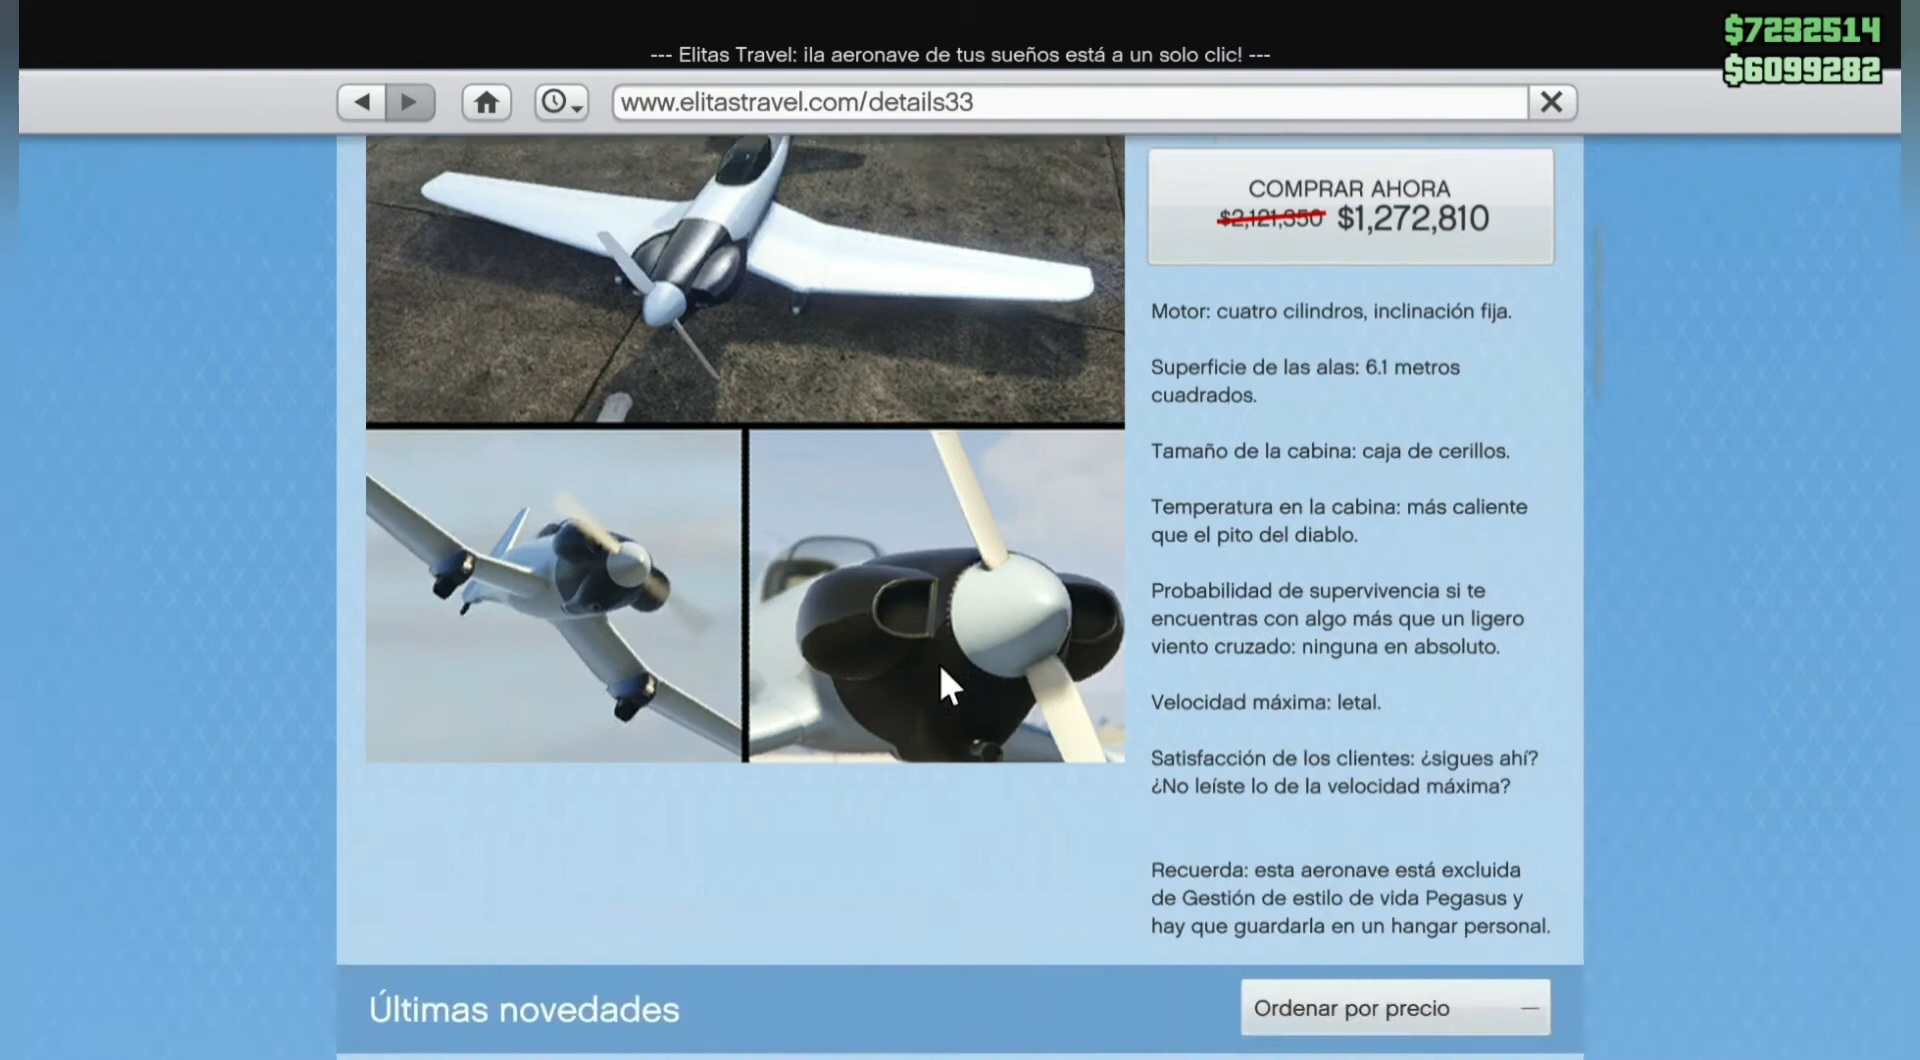 $7232514
$6099282
--- Elitas Travel: ¡la aeronave de tus sueños está a un solo clic! ---
www.elitastravel.com/details33
COMPRAR AHORA
$2,121,350 $1,272,810
Motor: cuatro cilindros, inclinación fija.
Superficie de las alas: 6.1 metros
cuadrados.
Tamaño de la cabina: caja de cerillos.
Temperatura en la cabina: más caliente
que el pito del diablo.
Probabilidad de supervivencia si te
encuentras con algo más que un ligero
viento cruzado: ninguna en absoluto.
Velocidad máxima: letal.
Satisfacción de los clientes: ¿sigues ahí?
¿No leíste lo de la velocidad máxima?
Recuerda: esta aeronave está excluida
de Gestión de estilo de vida Pegasus y
hay que guardarla en un hangar personal.
Últimas novedades
Ordenar por precio